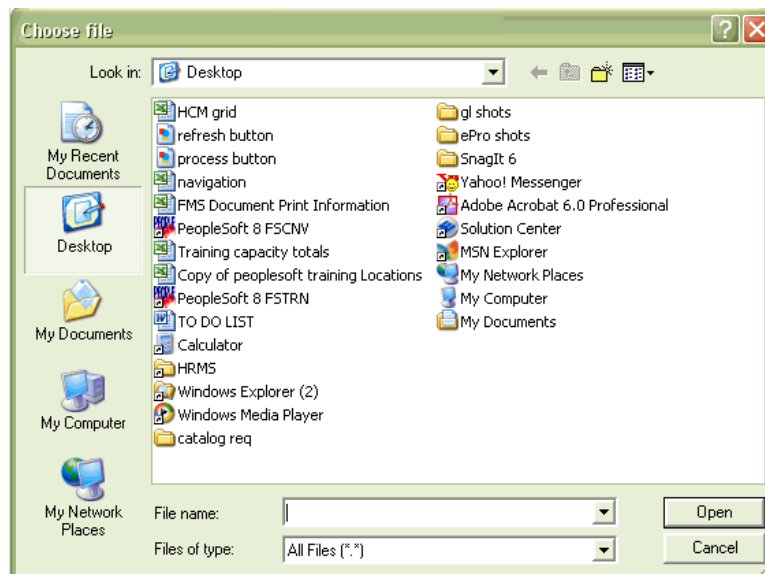 Choose file
Look in: Desktop
My Recent
Documents
Desktop
My Documents
My Computer
My Network
Places
HCM grid
refresh button
process button
navigation
FMS Document Print Information
PeopleSoft 8 FSCNV
Training capacity totals
Copy of peoplesoft training Locations
PeopleSoft 8 FSTRN
TO DO LIST
Calculator
HRMS
Windows Explorer (2)
Windows Media Player
catalog req
gl shots
ePro shots
SnagIt 6
Yahoo! Messenger
Adobe Acrobat 6.0 Professional
Solution Center
MSN Explorer
My Network Places
My Computer
My Documents
File name:
Open
Files of type: All Files (*.*)
Cancel